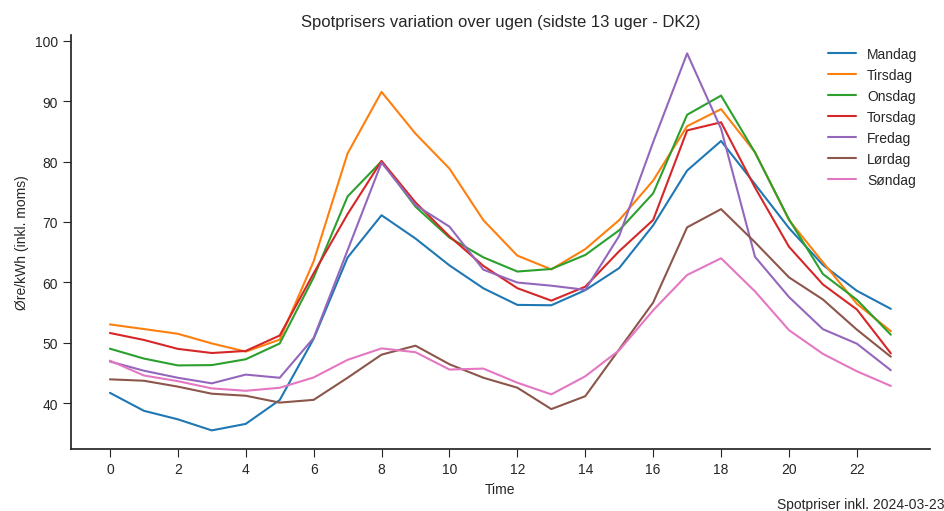 Spotprisers variation over ugen (sidste 13 uger - DK2)
Øre/kWh (inkl. moms)
100
90
80
70
60
50
40
0 2 4 6 8 10 12 14 16 18 20 22
Time
Mandag
Tirsdag
Onsdag
Torsdag
Fredag
Lørdag
Søndag
Spotpriser inkl. 2024-03-23